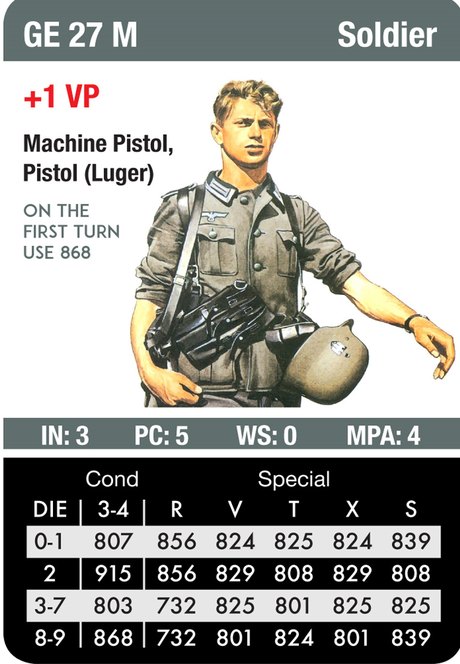 GE 27 M Soldier
+1 VP
Machine Pistol,
Pistol (Luger)
ON THE
FIRST TURN
USE 868
IN: 3 PC: 5 WS: 0 MPA: 4
Cond Special
DIE 3-4 R V T X S
0-1 807 856 824 825 824 839
2 915 856 829 808 829 808
3-7 803 732 825 801 825 825
8-9 868 732 801 824 801 839